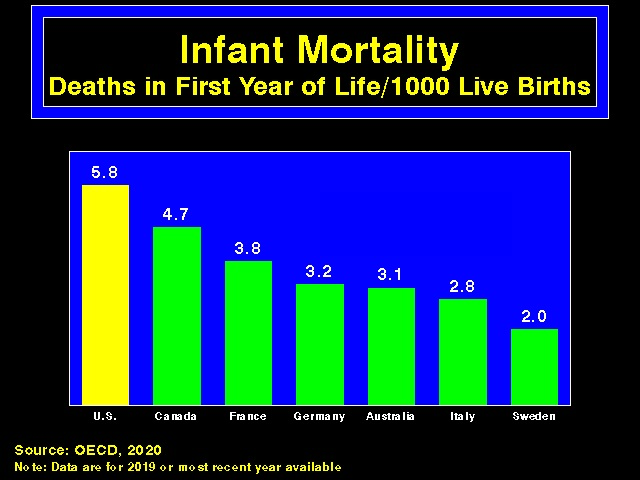 Infant Mortality
Deaths in First Year of Life/1000 Live Births
5.8
4.7
3.8
3.2
3.1
2.8
2.0
U.S.
Canada
France
Germany
Australia
Italy
Sweden
Source: OECD, 2020
Note: Data are for 2019 or most recent year available